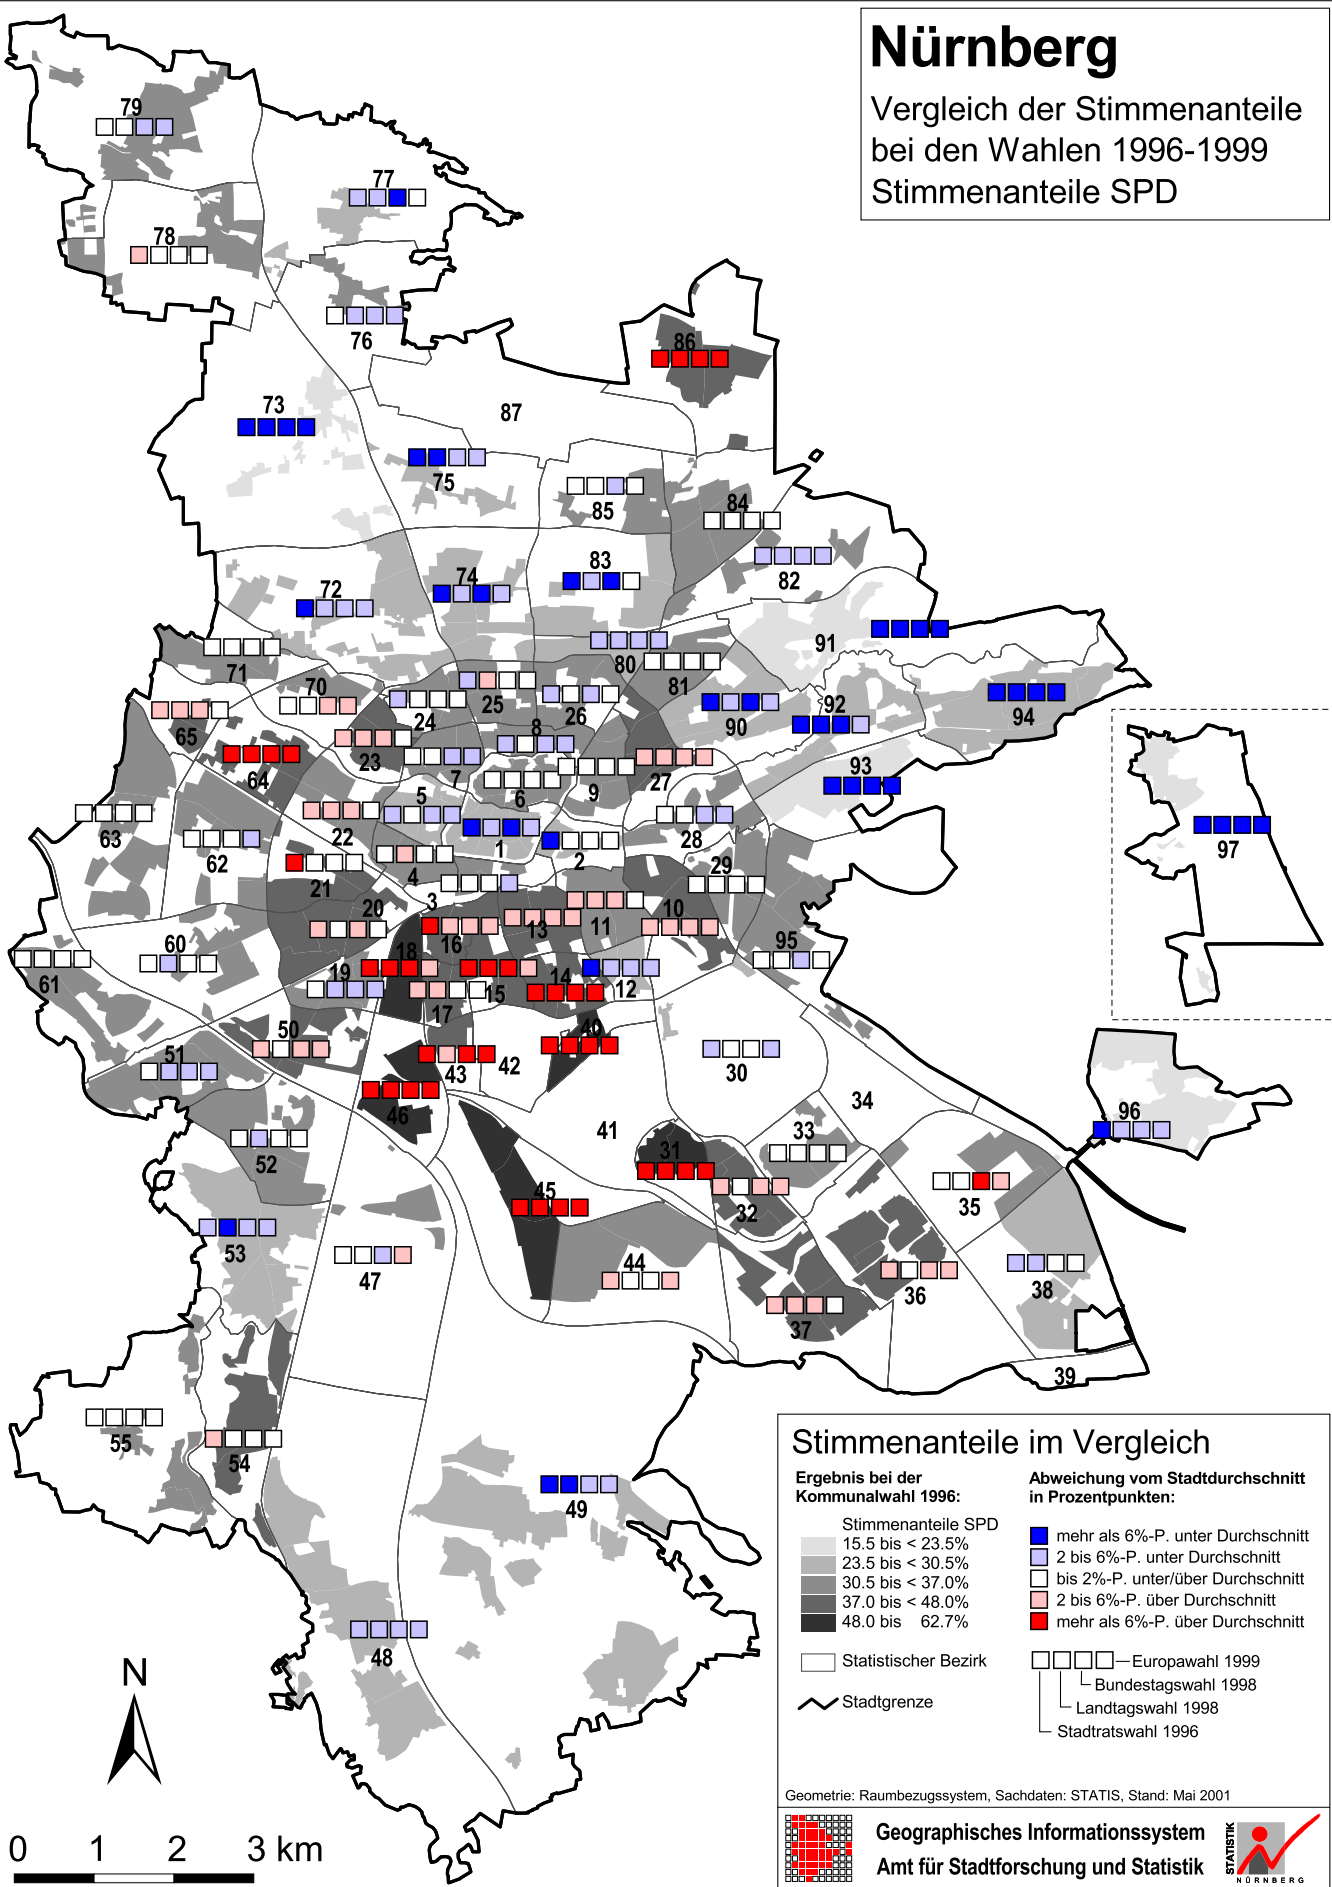 Nürnberg
Vergleich der Stimmenanteile
bei den Wahlen 1996-1999
Stimmenanteile SPD
79
77
78
76
86
73
87
75
85
84
83
82
74
72
91
71
80
81
70
25
26
92
94
24
90
65
23
8
93
64
7
27
6
9
97
5
22
28
63
62
1
2
29
4
21
3
20
13
11
10
16
60
18
95
61
19
14
15
12
17
50
40
51
43
42
30
46
34
96
41
33
52
31
45
32
35
53
47
44
38
36
37
39
55
54
49
48
Stimmenanteile im Vergleich
Ergebnis bei der
Kommunalwahl 1996:
Stimmenanteile SPD
15.5 bis < 23.5%
23.5 bis < 30.5%
30.5 bis < 37.0%
37.0 bis < 48.0%
48.0 bis 62.7%
Statistischer Bezirk
Stadtgrenze
Abweichung vom Stadtdurchschnitt
in Prozentpunkten:
mehr als 6%-P. unter Durchschnitt
2 bis 6%-P. unter Durchschnitt
bis 2%-P. unter/über Durchschnitt
2 bis 6%-P. über Durchschnitt
mehr als 6%-P. über Durchschnitt
Europawahl 1999
Bundestagswahl 1998
Landtagswahl 1998
Stadtratswahl 1996
Geometrie: Raumbezugssystem, Sachdaten: STATIS, Stand: Mai 2001
Geographisches Informationssystem
Amt für Stadtforschung und Statistik
STATISTIK
NÜRNBERG
N
0 1 2 3 km